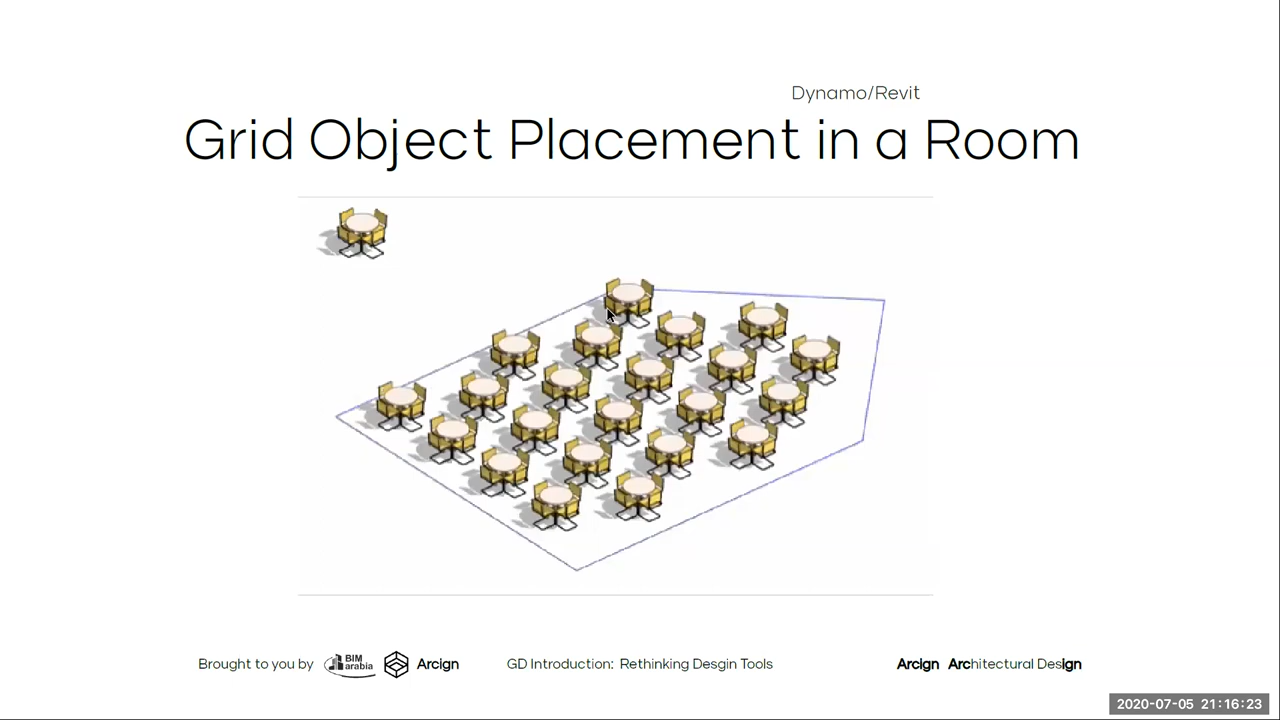 Dynamo/Revit
Grid Object Placement in a Room
Brought to you by
BIM
arabia
Arcign
GD Introduction: Rethinking Desgin Tools
Arcign Architectural Design
2020-07-05 21:16:23